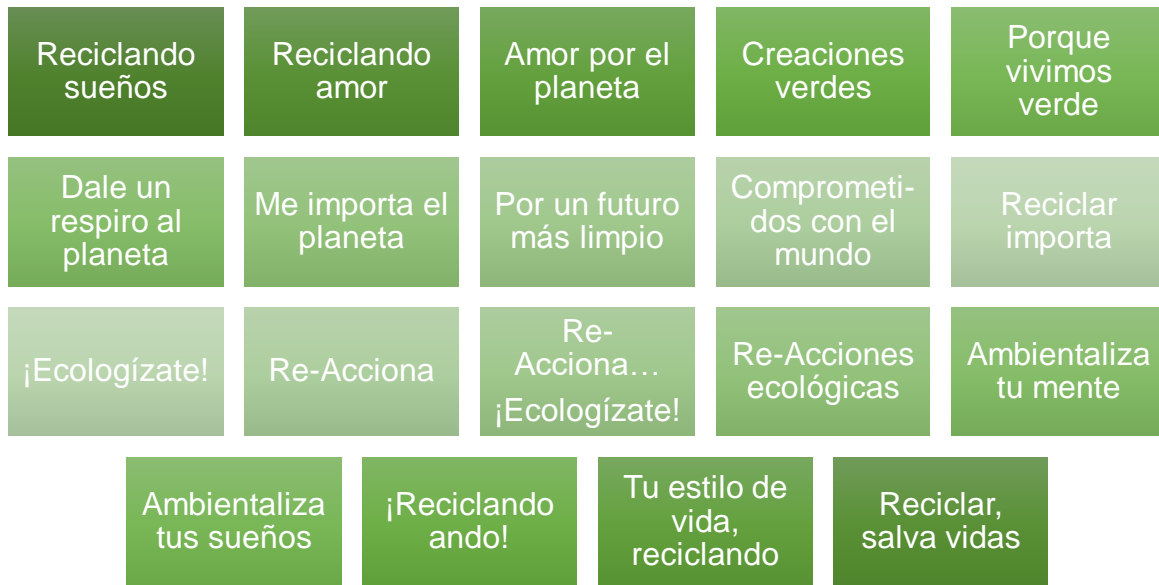 Reciclando
sueños
Reciclando
amor
Amor por el
planeta
Creaciones
verdes
Porque
vivimos
verde
Dale un
respiro al
planeta
Me importa el
planeta
Por un futuro
más limpio
Comprometi-
dos con el
mundo
Reciclar
importa
¡Ecologízate!
Re-Acciona
Re-
Acciona…
¡Ecologízate!
Re-Acciones
ecológicas
Ambientaliza
tu mente
Ambientaliza
tus sueños
¡Reciclando
ando!
Tu estilo de
vida,
reciclando
Reciclar,
salva vidas